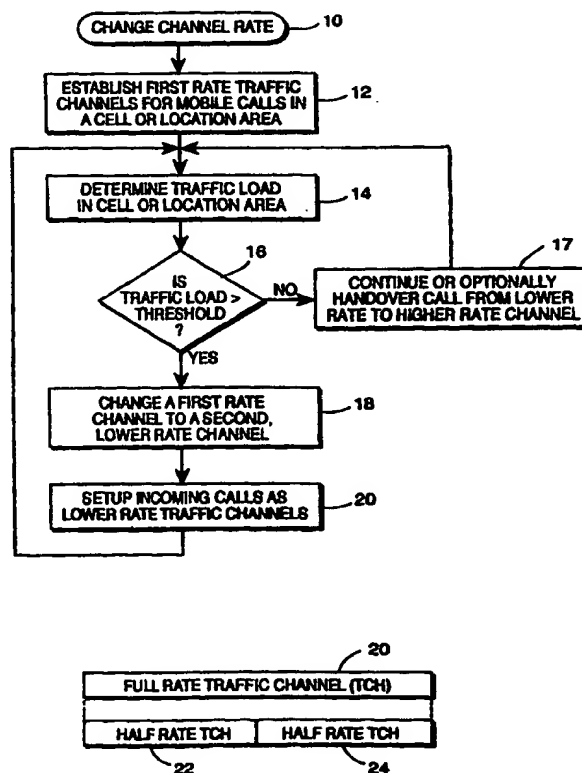 CHANGE CHANNEL RATE
10
ESTABLISH FIRST RATE TRAFFIC
CHANNELS FOR MOBILE CALLS IN
A CELL OR LOCATION AREA
12
DETERMINE TRAFFIC LOAD
IN CELL OR LOCATION AREA
14
16
IS
TRAFFIC LOAD >
THRESHOLD
?
NO
YES
17
CONTINUE OR OPTIONALLY
HANDOVER CALL FROM LOWER
RATE TO HIGHER RATE CHANNEL
CHANGE A FIRST RATE
CHANNEL TO A SECOND,
LOWER RATE CHANNEL
18
SETUP INCOMING CALLS AS
LOWER RATE TRAFFIC CHANNELS
20
20
FULL RATE TRAFFIC CHANNEL (TCH)
HALF RATE TCH
HALF RATE TCH
22
24